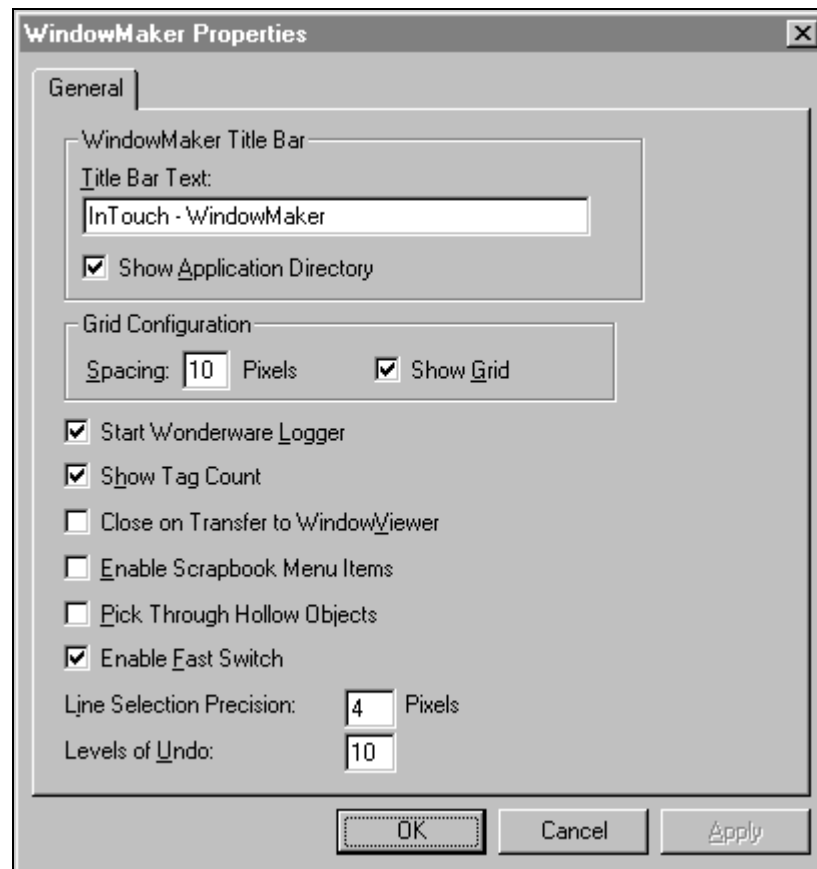 WindowMaker Properties
General
WindowMaker Title Bar
Title Bar Text:
InTouch - WindowMaker
Show Application Directory
Grid Configuration
Spacing: 10 Pixels Show Grid
Start Wonderware Logger
Show Tag Count
Close on Transfer to WindowViewer
Enable Scrapbook Menu Items
Pick Through Hollow Objects
Enable Fast Switch
Line Selection Precision: 4 Pixels
Levels of Undo: 10
OK Cancel Apply